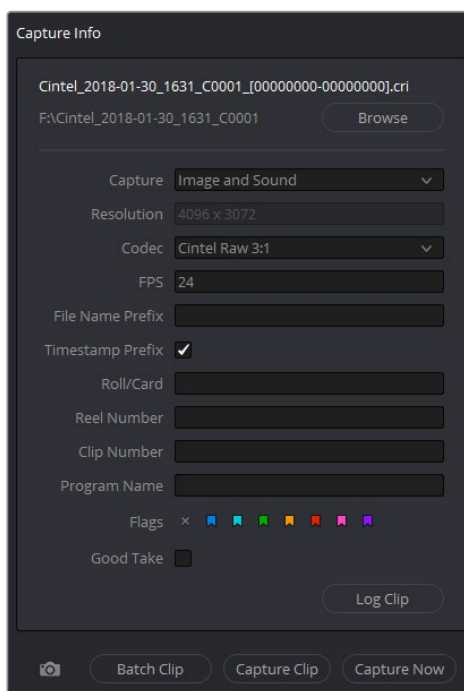 Capture Info
Cintel_2018-01-30_1631_C0001_[00000000-00000000].cri
F:\Cintel_2018-01-30_1631_C0001
Browse
Capture Image and Sound
Resolution 4096 x 3072
Codec Cintel Raw 3:1
FPS 24
File Name Prefix
Timestamp Prefix
Roll/Card
Reel Number
Clip Number
Program Name
Flags
Good Take
Log Clip
Batch Clip Capture Clip Capture Now